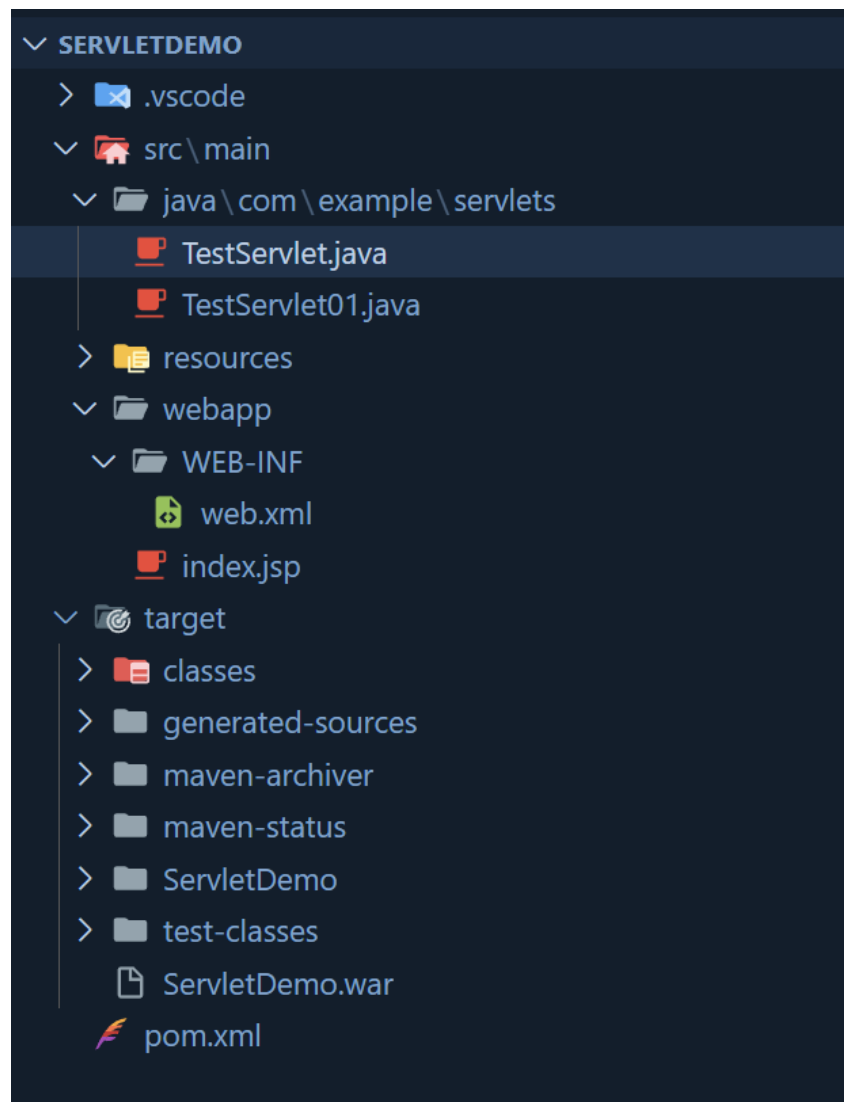 SERVLETDEMO
.vscode
src\main
java\com\example\servlets
TestServlet.java
TestServlet01.java
resources
webapp
WEB-INF
web.xml
index.jsp
target
classes
generated-sources
maven-archiver
maven-status
ServletDemo
test-classes
ServletDemo.war
pom.xml